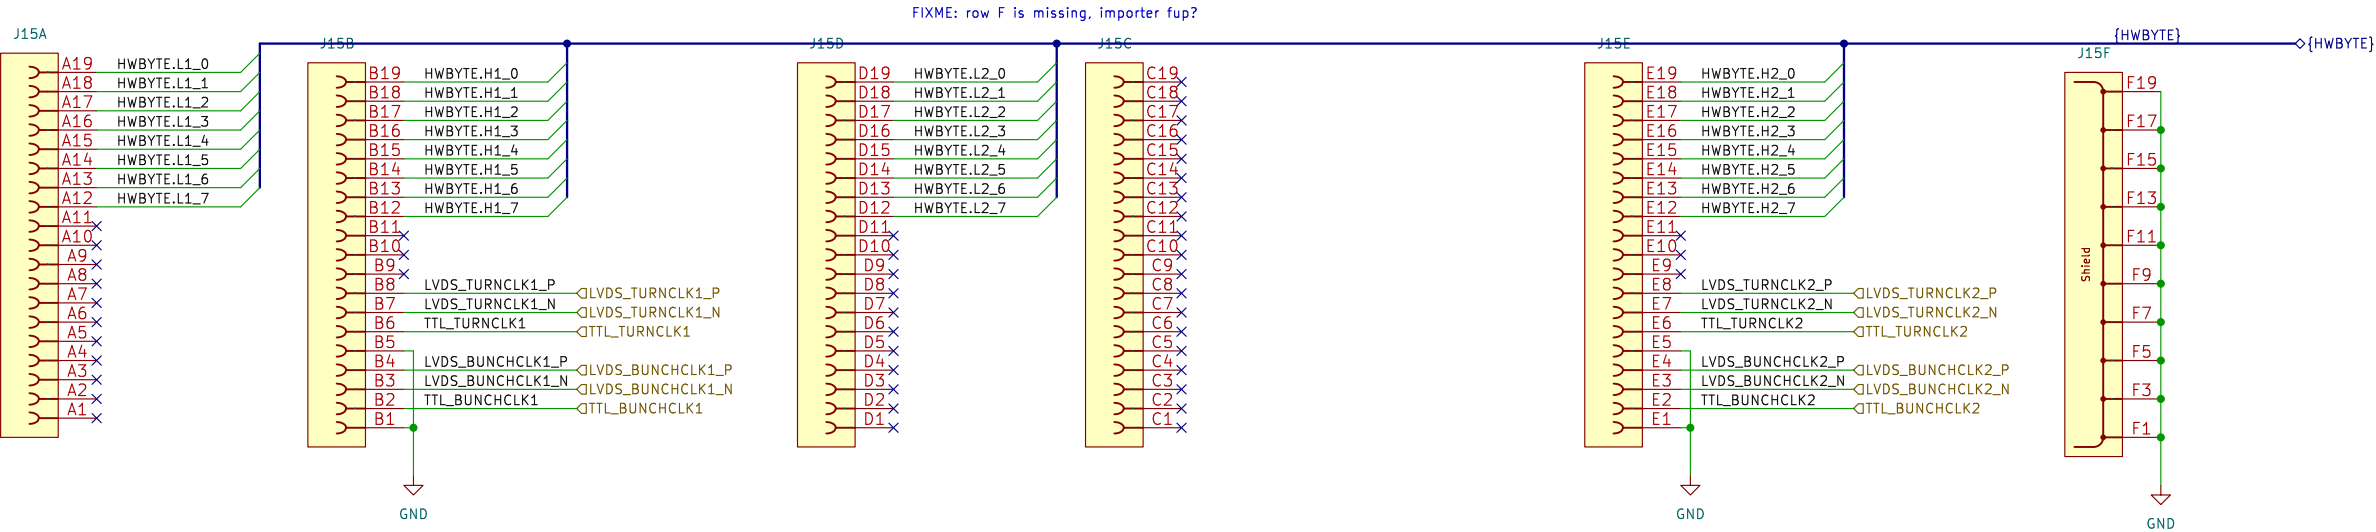 FIXME: row F is missing, importer fup?
{HWBYTE}
{HWBYTE}
J15A
A19 HWBYTE.L1_0
A18 HWBYTE.L1_1
A17 HWBYTE.L1_2
A16 HWBYTE.L1_3
A15 HWBYTE.L1_4
A14 HWBYTE.L1_5
A13 HWBYTE.L1_6
A12 HWBYTE.L1_7
A11
A10
A9
A8
A7
A6
A5
A4
A3
A2
A1
J15B
B19 HWBYTE.H1_0
B18 HWBYTE.H1_1
B17 HWBYTE.H1_2
B16 HWBYTE.H1_3
B15 HWBYTE.H1_4
B14 HWBYTE.H1_5
B13 HWBYTE.H1_6
B12 HWBYTE.H1_7
B11
B10
B9
B8 LVDS_TURNCLK1_P LVDS_TURNCLK1_P
B7 LVDS_TURNCLK1_N LVDS_TURNCLK1_N
B6 TTL_TURNCLK1 TTL_TURNCLK1
B5
B4 LVDS_BUNCHCLK1_P LVDS_BUNCHCLK1_P
B3 LVDS_BUNCHCLK1_N LVDS_BUNCHCLK1_N
B2 TTL_BUNCHCLK1 TTL_BUNCHCLK1
B1
GND
J15D
D19 HWBYTE.L2_0
D18 HWBYTE.L2_1
D17 HWBYTE.L2_2
D16 HWBYTE.L2_3
D15 HWBYTE.L2_4
D14 HWBYTE.L2_5
D13 HWBYTE.L2_6
D12 HWBYTE.L2_7
D11
D10
D9
D8
D7
D6
D5
D4
D3
D2
D1
J15C
C19
C18
C17
C16
C15
C14
C13
C12
C11
C10
C9
C8
C7
C6
C5
C4
C3
C2
C1
J15E
E19 HWBYTE.H2_0
E18 HWBYTE.H2_1
E17 HWBYTE.H2_2
E16 HWBYTE.H2_3
E15 HWBYTE.H2_4
E14 HWBYTE.H2_5
E13 HWBYTE.H2_6
E12 HWBYTE.H2_7
E11
E10
E9
E8 LVDS_TURNCLK2_P LVDS_TURNCLK2_P
E7 LVDS_TURNCLK2_N LVDS_TURNCLK2_N
E6 TTL_TURNCLK2 TTL_TURNCLK2
E5
E4 LVDS_BUNCHCLK2_P LVDS_BUNCHCLK2_P
E3 LVDS_BUNCHCLK2_N LVDS_BUNCHCLK2_N
E2 TTL_BUNCHCLK2 TTL_BUNCHCLK2
E1
GND
J15F
Shield
F19
F17
F15
F13
F11
F9
F7
F5
F3
F1
GND